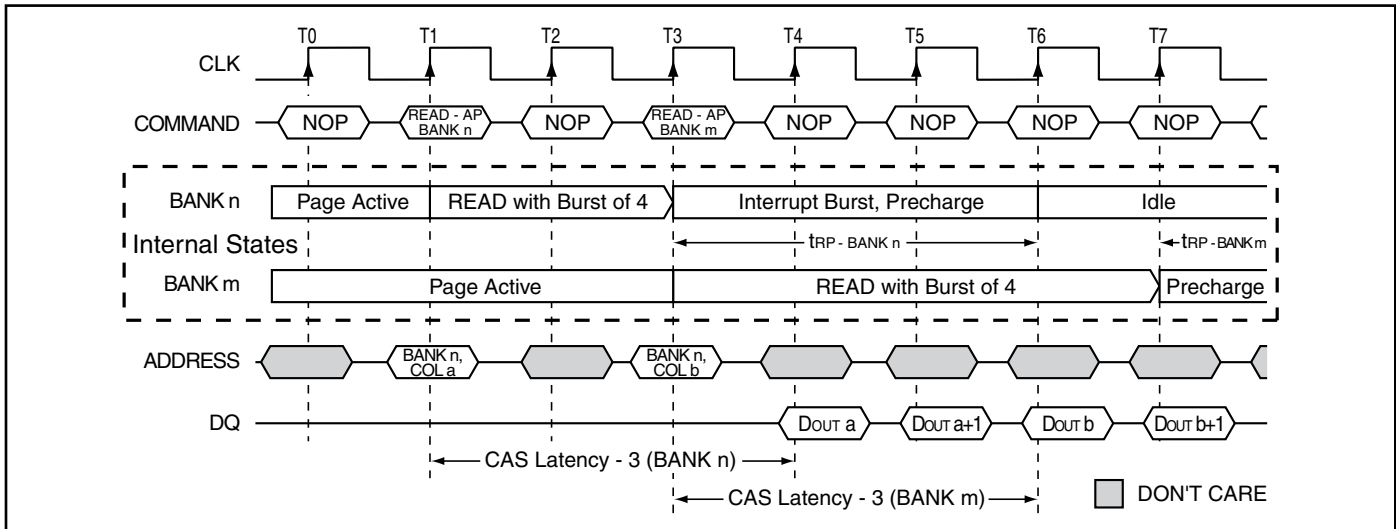 T0 T1 T2 T3 T4 T5 T6 T7
CLK
COMMAND NOP READ - AP BANK n NOP READ - AP BANK m NOP NOP NOP NOP
BANK n Page Active READ with Burst of 4 Interrupt Burst, Precharge Idle
Internal States tRP - BANK n tRP - BANK m
BANK m Page Active READ with Burst of 4 Precharge
ADDRESS BANK n, COL a BANK n, COL b
DQ DOUT a DOUT a+1 DOUT b DOUT b+1
CAS Latency - 3 (BANK n)
CAS Latency - 3 (BANK m) DON'T CARE